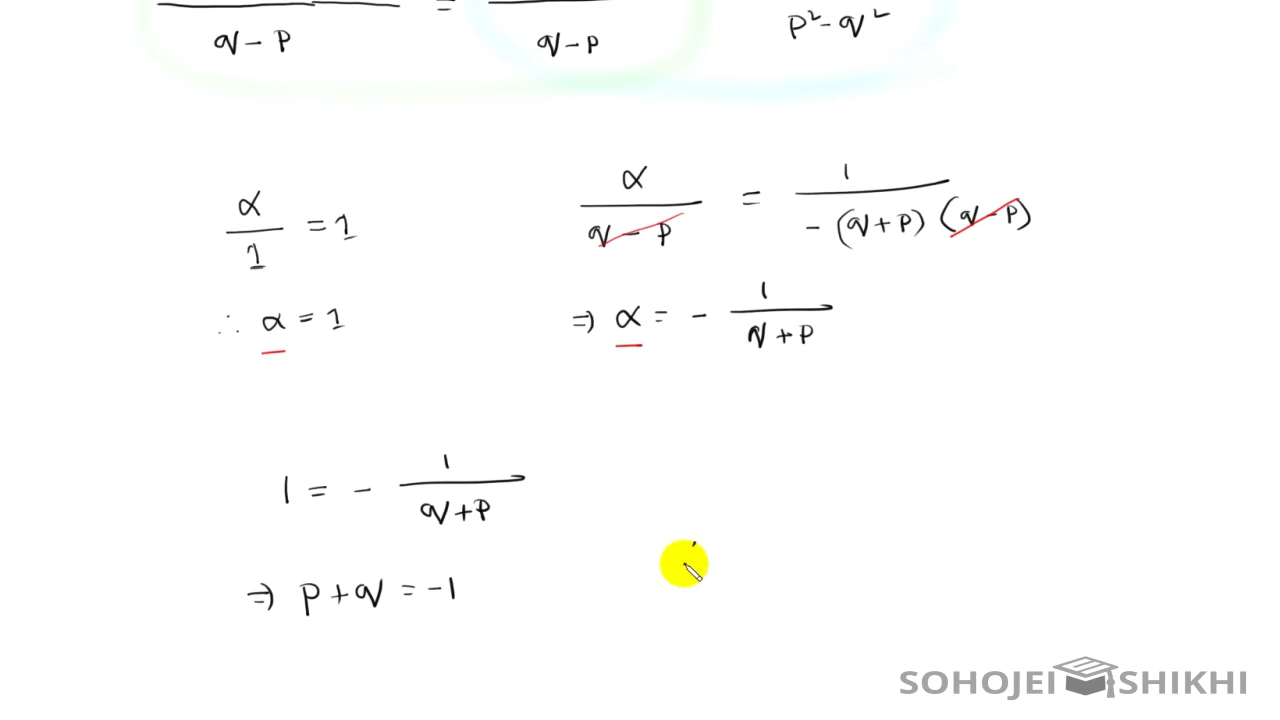 q - p = q - p p² - q²
α/1 = 1
α/(q - p) = 1/(-(q + p)(q - p))
∴ α = 1
⇒ α = - 1/(q + p)
1 = - 1/(q + p)
⇒ p + q = -1
SOHOJEI SHIKHI